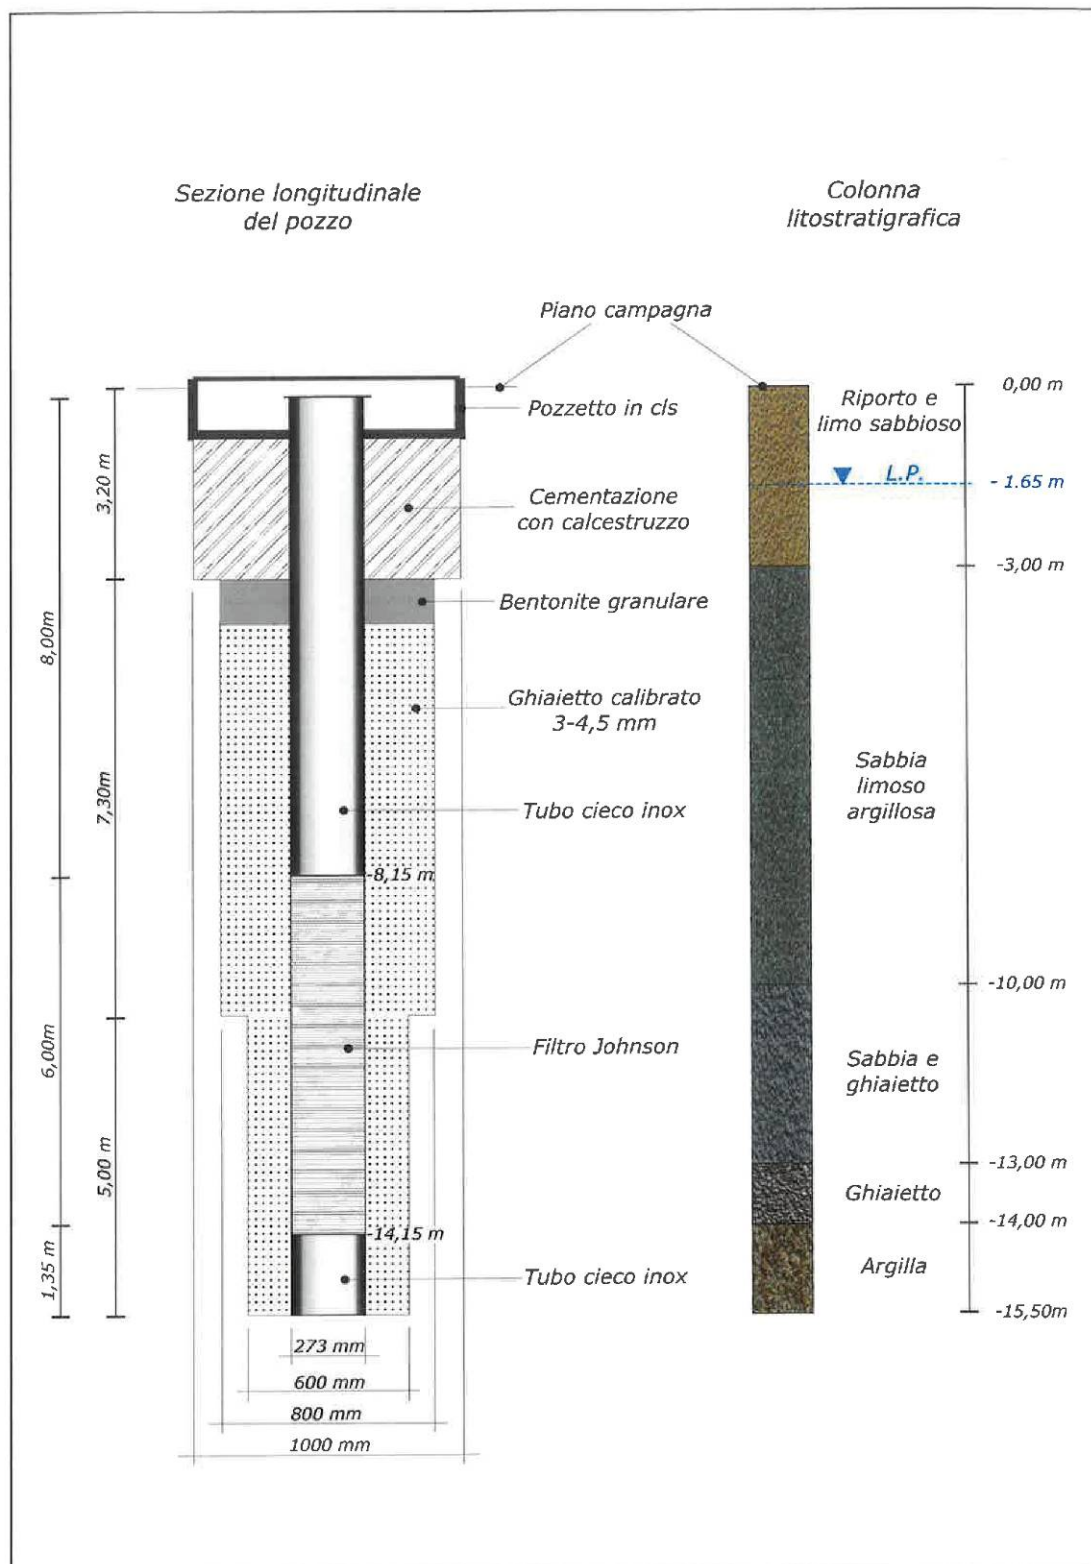 Sezione longitudinale
del pozzo
Colonna
litostratigrafica
Piano campagna
0,00 m
Riporto e
limo sabbioso
Pozzetto in cls
3,20 m
L.P.
- 1.65 m
Cementazione
con calcestruzzo
-3,00 m
Bentonite granulare
8,00m
Ghiaietto calibrato
3-4,5 mm
7,30m
Sabbia
limoso
argillosa
Tubo cieco inox
-8,15 m
-10,00 m
6,00m
Filtro Johnson
Sabbia e
ghiaietto
5,00 m
-13,00 m
Ghiaietto
-14,00 m
-14,15 m
1,35 m
Tubo cieco inox
Argilla
-15,50m
273 mm
600 mm
800 mm
1000 mm